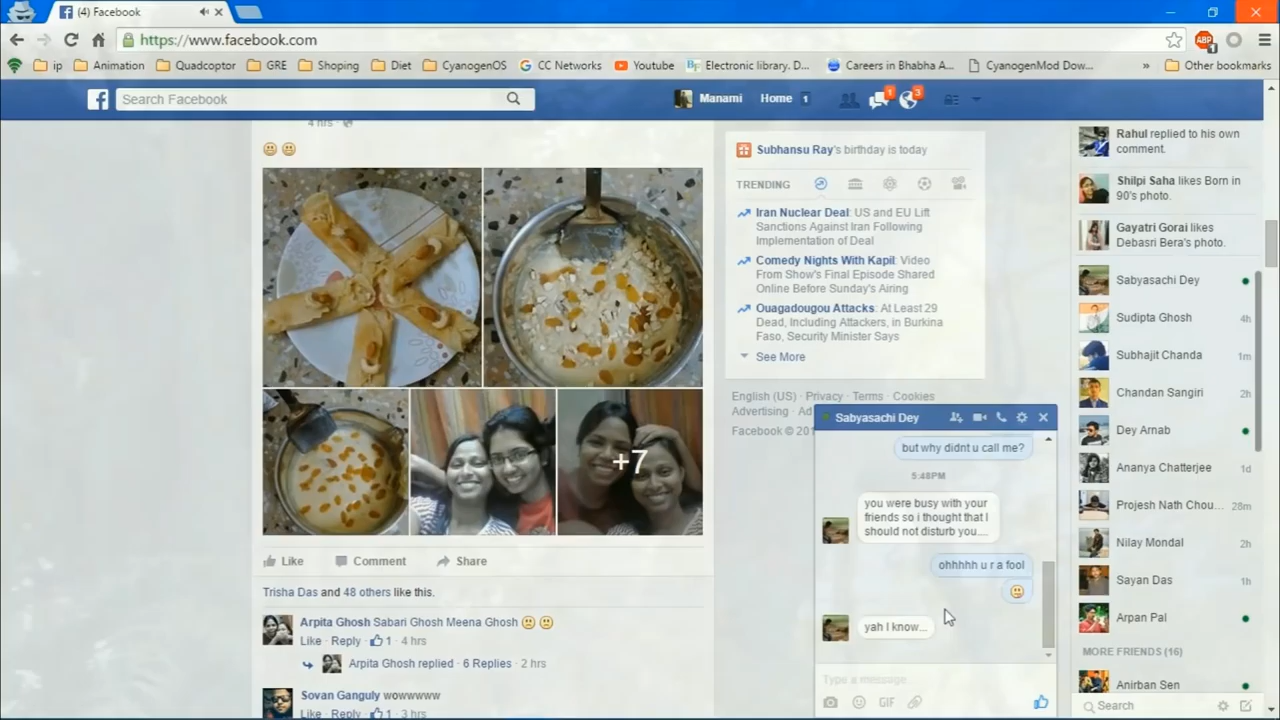 (4) Facebook
https://www.facebook.com
ip
Animation
Quadcoptor
GRE
Shoping
Diet
CyanogenOS
CC Networks
Youtube
Electronic library. D...
Careers in Bhabha A...
CyanogenMod Dow...
»
Other bookmarks
ABP
1
Search Facebook
Manami
Home 1
1
3
4 hrs
+7
Like
Comment
Share
Trisha Das and 48 others like this.
Arpita Ghosh Sabari Ghosh Meena Ghosh
Like · Reply · 1 · 4 hrs
Arpita Ghosh replied · 6 Replies · 2 hrs
Sovan Ganguly wowwwww
Like · Reply · 1 · 3 hrs
Subhansu Ray's birthday is today
TRENDING
Iran Nuclear Deal: US and EU Lift
Sanctions Against Iran Following
Implementation of Deal
Comedy Nights With Kapil: Video
From Show's Final Episode Shared
Online Before Sunday's Airing
Ouagadougou Attacks: At Least 29
Dead, Including Attackers, in Burkina
Faso, Security Minister Says
See More
English (US) · Privacy · Terms · Cookies
Advertising · Ad
Facebook © 201
Sabyasachi Dey
but why didnt u call me?
5:48PM
you were busy with your
friends so i thought that I
should not disturb you....
ohhhhh u r a fool
yah I know...
Type a message...
GIF
Rahul replied to his own
comment.
Shilpi Saha likes Born in
90's photo.
Gayatri Gorai likes
Debasri Bera's photo.
Sabyasachi Dey
Sudipta Ghosh 4h
Subhajit Chanda 1m
Chandan Sangiri 2h
Dey Arnab
Ananya Chatterjee 1d
Projesh Nath Chou... 28m
Nilay Mondal 2h
Sayan Das 1h
Arpan Pal
MORE FRIENDS (16)
Anirban Sen
Search